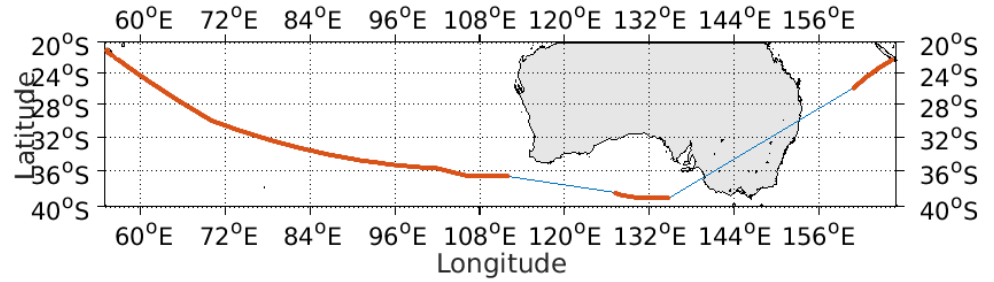 60°E 72°E 84°E 96°E 108°E 120°E 132°E 144°E 156°E
20°S 20°S
24°S 24°S
28°S 28°S
32°S 32°S
36°S 36°S
40°S 40°S
Latitude
60°E 72°E 84°E 96°E 108°E 120°E 132°E 144°E 156°E
Longitude